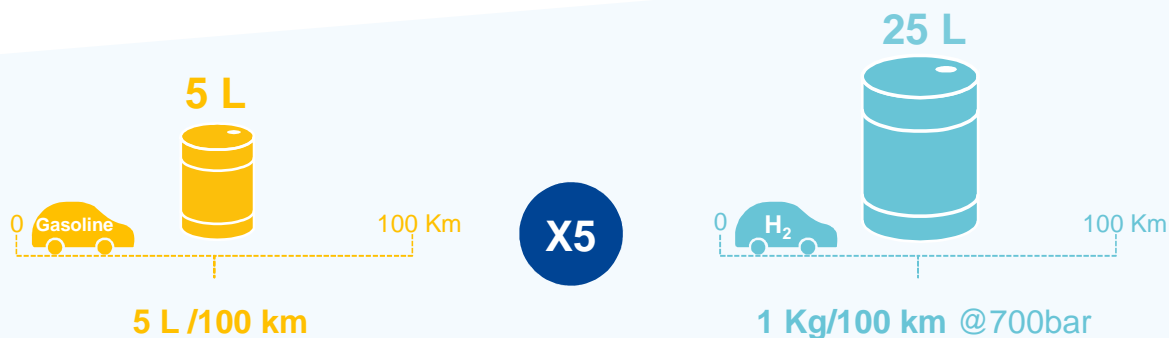 5 L
0 Gasoline 100 Km
5 L /100 km
X5
25 L
0 H₂ 100 Km
1 Kg/100 km @700bar